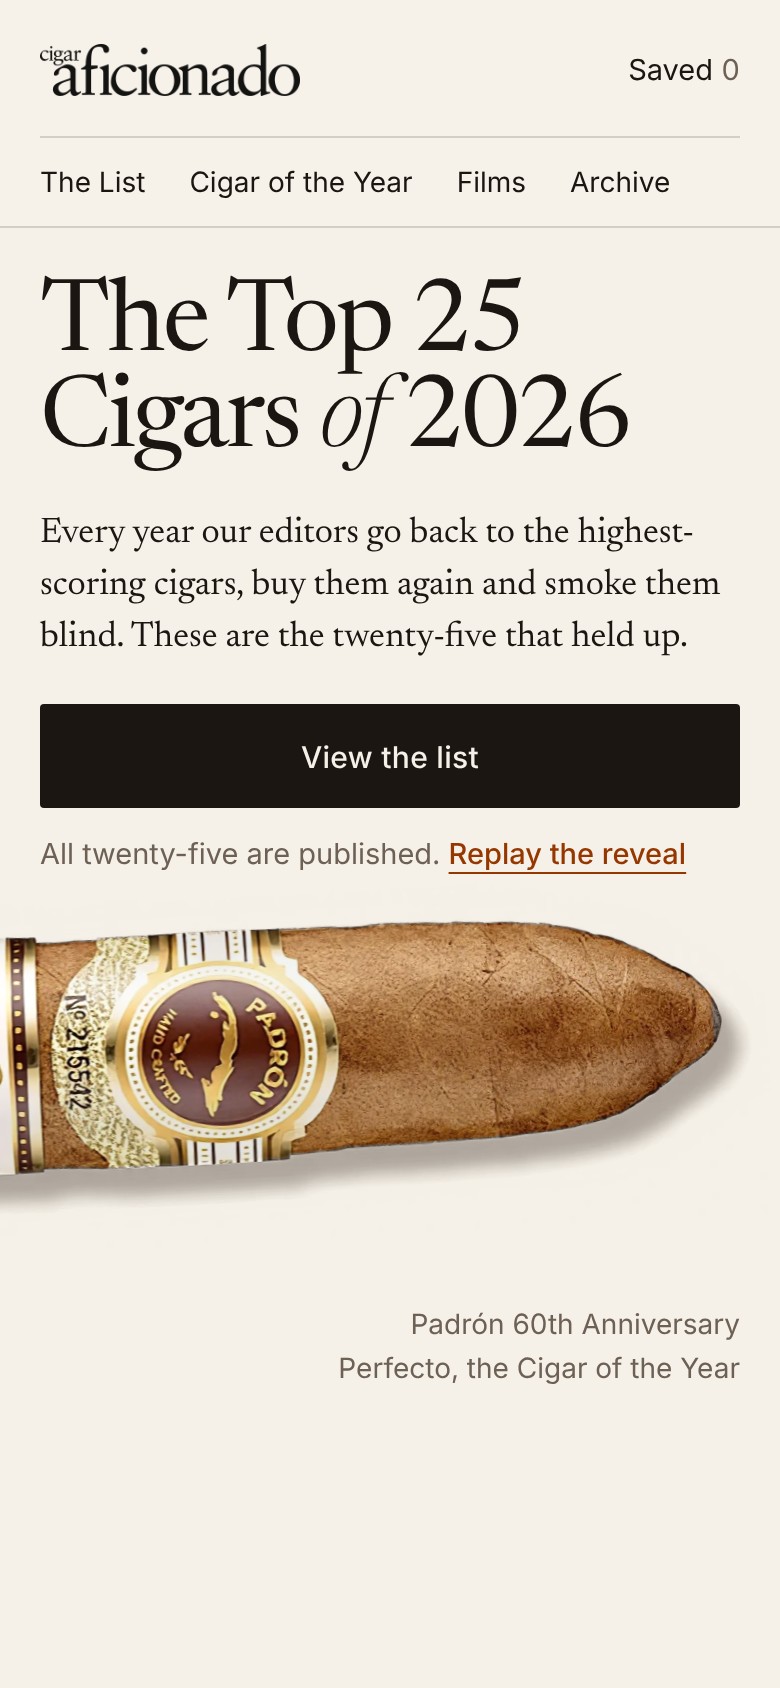 cigar
aficionado
Saved 0
The List Cigar of the Year Films Archive
The Top 25
Cigars of 2026
Every year our editors go back to the highest-
scoring cigars, buy them again and smoke them
blind. These are the twenty-five that held up.
View the list
All twenty-five are published. Replay the reveal
Nº 216542
HAND CRAFTED
PADRÓN
Padrón 60th Anniversary
Perfecto, the Cigar of the Year